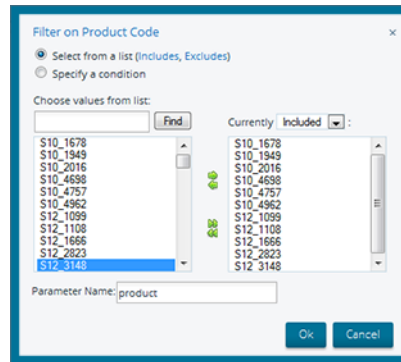 Filter on Product Code
×
Select from a list (Includes, Excludes)
Specify a condition
Choose values from list:
Find
Currently Included :
S10_1678
S10_1949
S10_2016
S10_4698
S10_4757
S10_4962
S12_1099
S12_1108
S12_1666
S12_2823
S12_3148
S10_1678
S10_1949
S10_2016
S10_4698
S10_4757
S10_4962
S12_1099
S12_1108
S12_1666
S12_2823
S12_3148
Parameter Name: product
Ok
Cancel